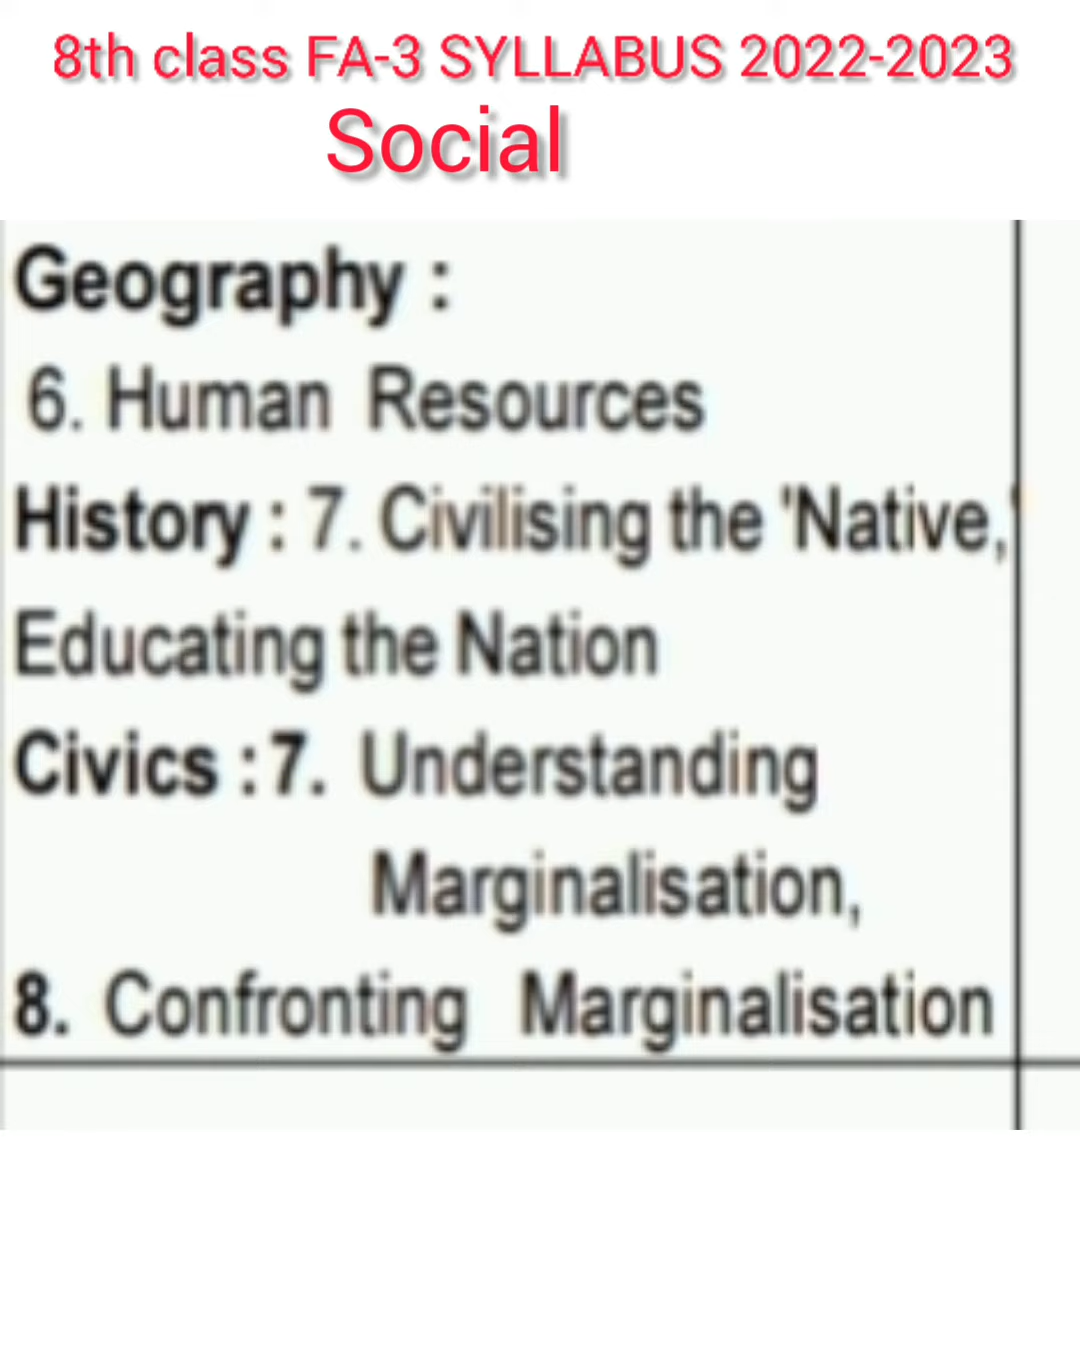 8th class FA-3 SYLLABUS 2022-2023
Social
Geography :
6. Human Resources
History : 7. Civilising the 'Native,'
Educating the Nation
Civics : 7. Understanding
Marginalisation,
8. Confronting Marginalisation